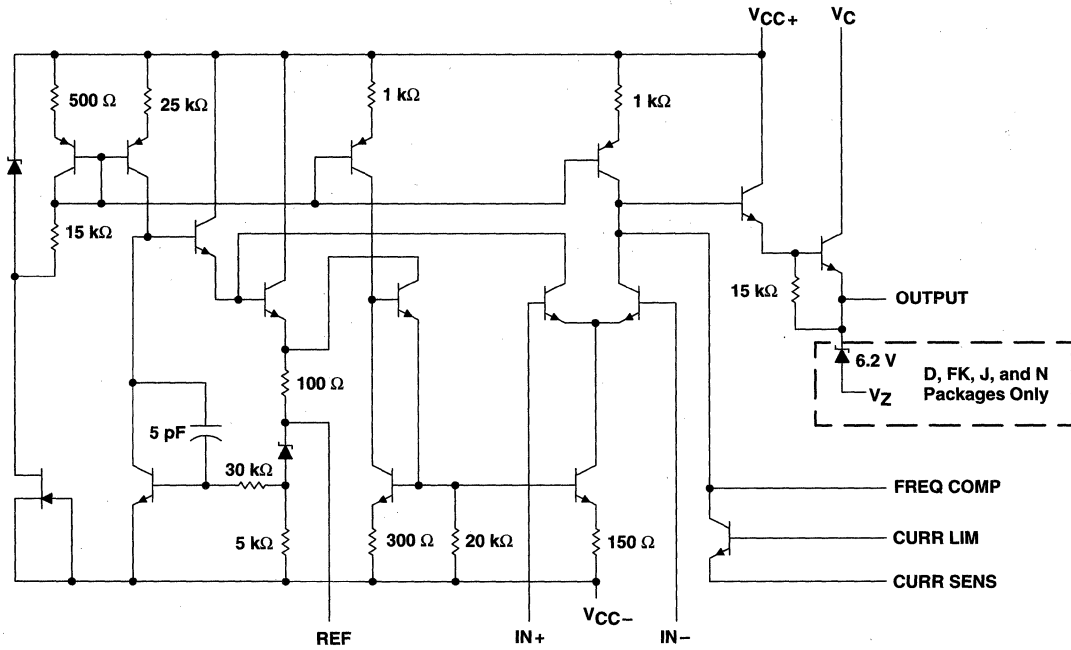 VCC+
VC
500 Ω
25 kΩ
1 kΩ
1 kΩ
15 kΩ
15 kΩ
OUTPUT
6.2 V
D, FK, J, and N
Packages Only
VZ
100 Ω
5 pF
30 kΩ
FREQ COMP
5 kΩ
300 Ω
20 kΩ
150 Ω
CURR LIM
CURR SENS
VCC−
REF
IN+
IN−